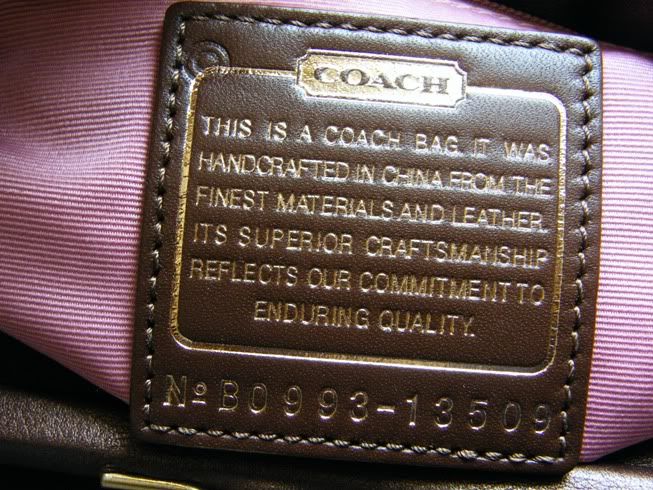 COACH
THIS IS A COACH BAG. IT WAS
HANDCRAFTED IN CHINA FROM THE
FINEST MATERIALS AND LEATHER.
ITS SUPERIOR CRAFTSMANSHIP
REFLECTS OUR COMMITMENT TO
ENDURING QUALITY.
Nº B0993-13509